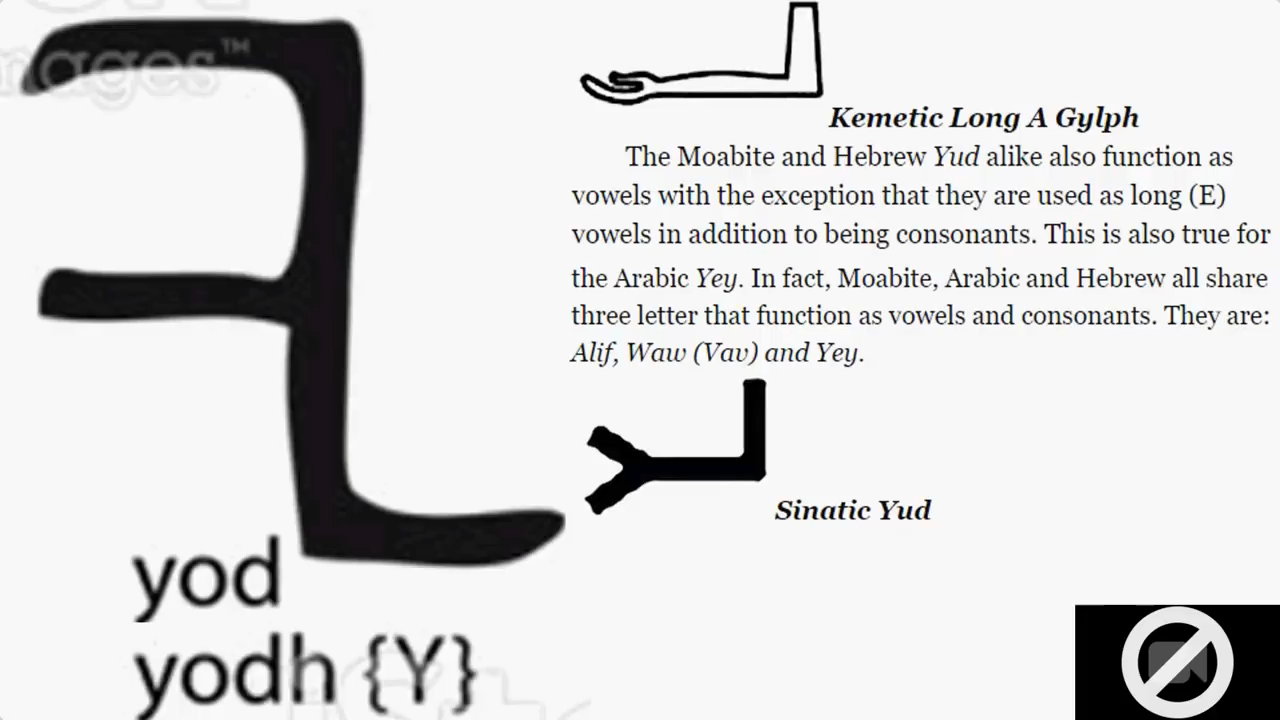 ages™
Kemetic Long A Gylph
The Moabite and Hebrew Yud alike also function as
vowels with the exception that they are used as long (E)
vowels in addition to being consonants. This is also true for
the Arabic Yey. In fact, Moabite, Arabic and Hebrew all share
three letter that function as vowels and consonants. They are:
Alif, Waw (Vav) and Yey.
Sinatic Yud
yod
yodh {Y}